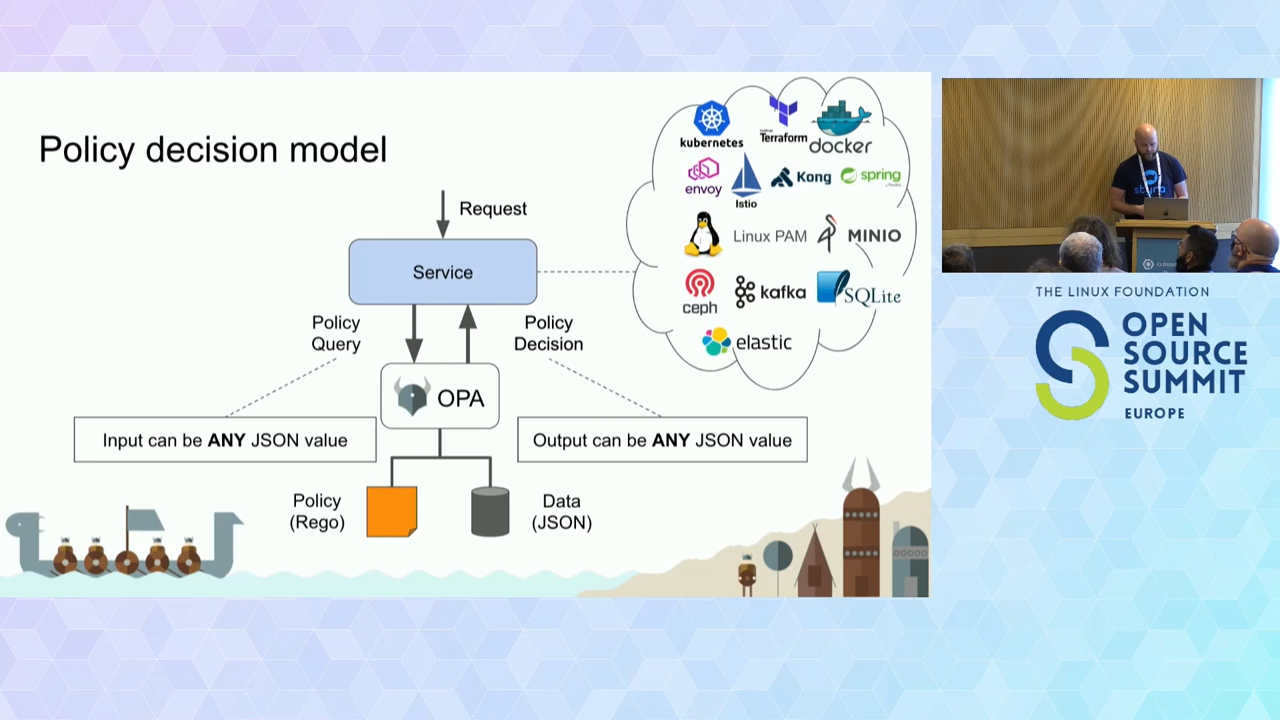 Policy decision model
Request
Service
Policy
Query
Policy
Decision
OPA
Input can be ANY JSON value
Output can be ANY JSON value
Policy
(Rego)
Data
(JSON)
kubernetes
Terraform
docker
envoy
Istio
Kong
spring
Linux PAM
MINIO
ceph
kafka
SQLite
elastic
styra
THE LINUX FOUNDATION
OPEN
SOURCE
SUMMIT
EUROPE